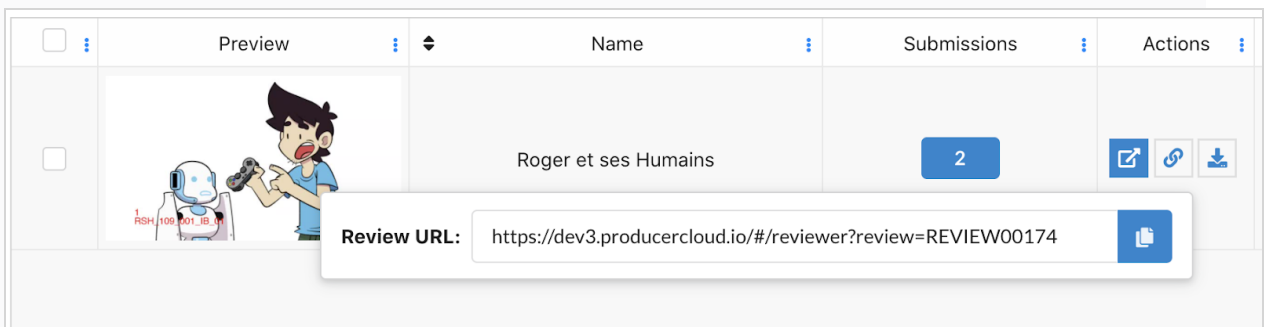 Preview Name Submissions Actions
Roger et ses Humains 2
1
RSH_109_001_IB_01
Review URL: https://dev3.producercloud.io/#/reviewer?review=REVIEW00174